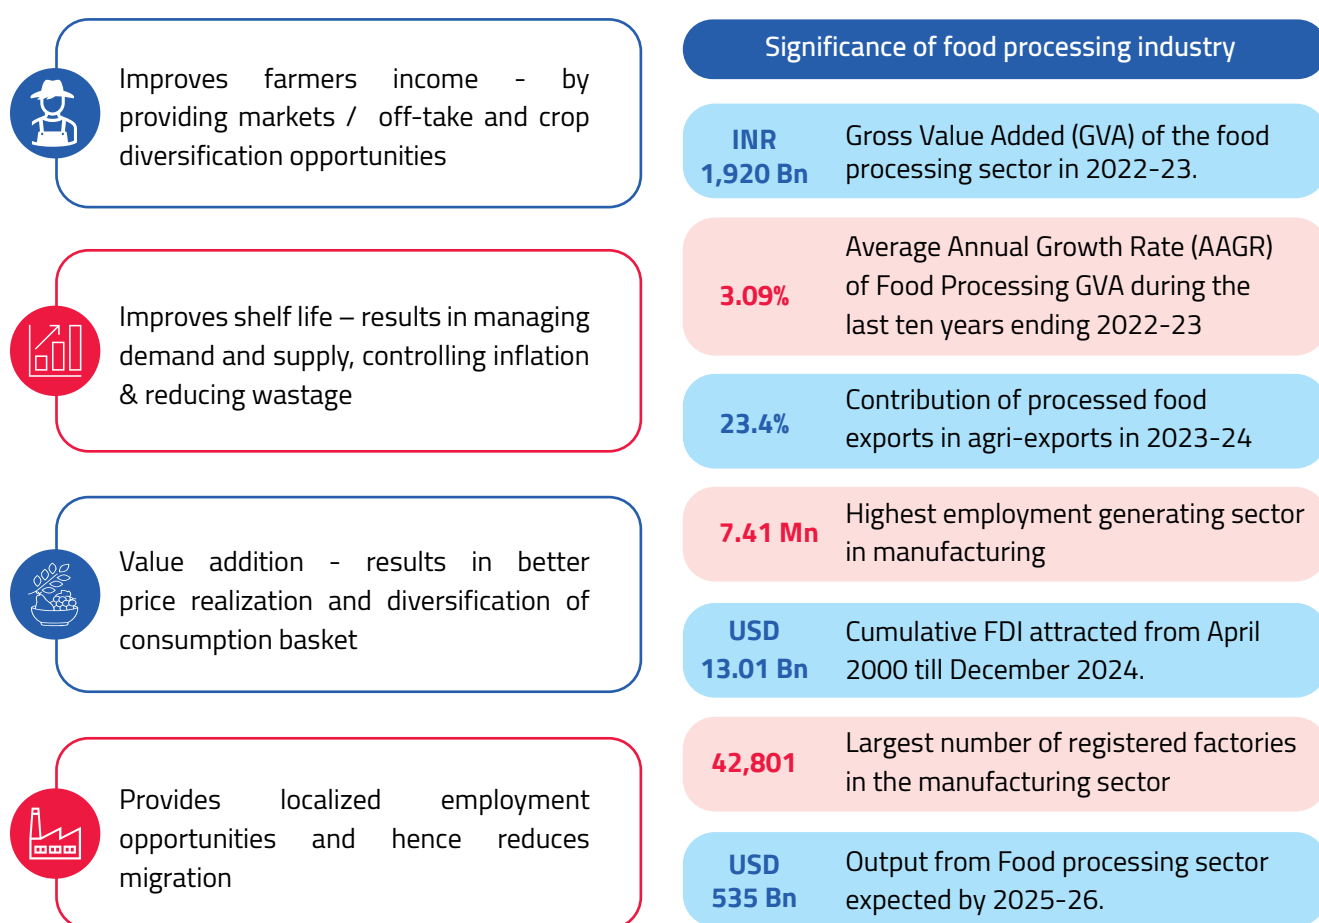 Improves farmers income - by
providing markets / off-take and crop
diversification opportunities
Improves shelf life – results in managing
demand and supply, controlling inflation
& reducing wastage
Value addition - results in better
price realization and diversification of
consumption basket
Provides localized employment
opportunities and hence reduces
migration
Significance of food processing industry
INR
1,920 Bn
Gross Value Added (GVA) of the food
processing sector in 2022-23.
3.09%
Average Annual Growth Rate (AAGR)
of Food Processing GVA during the
last ten years ending 2022-23
23.4%
Contribution of processed food
exports in agri-exports in 2023-24
7.41 Mn
Highest employment generating sector
in manufacturing
USD
13.01 Bn
Cumulative FDI attracted from April
2000 till December 2024.
42,801
Largest number of registered factories
in the manufacturing sector
USD
535 Bn
Output from Food processing sector
expected by 2025-26.